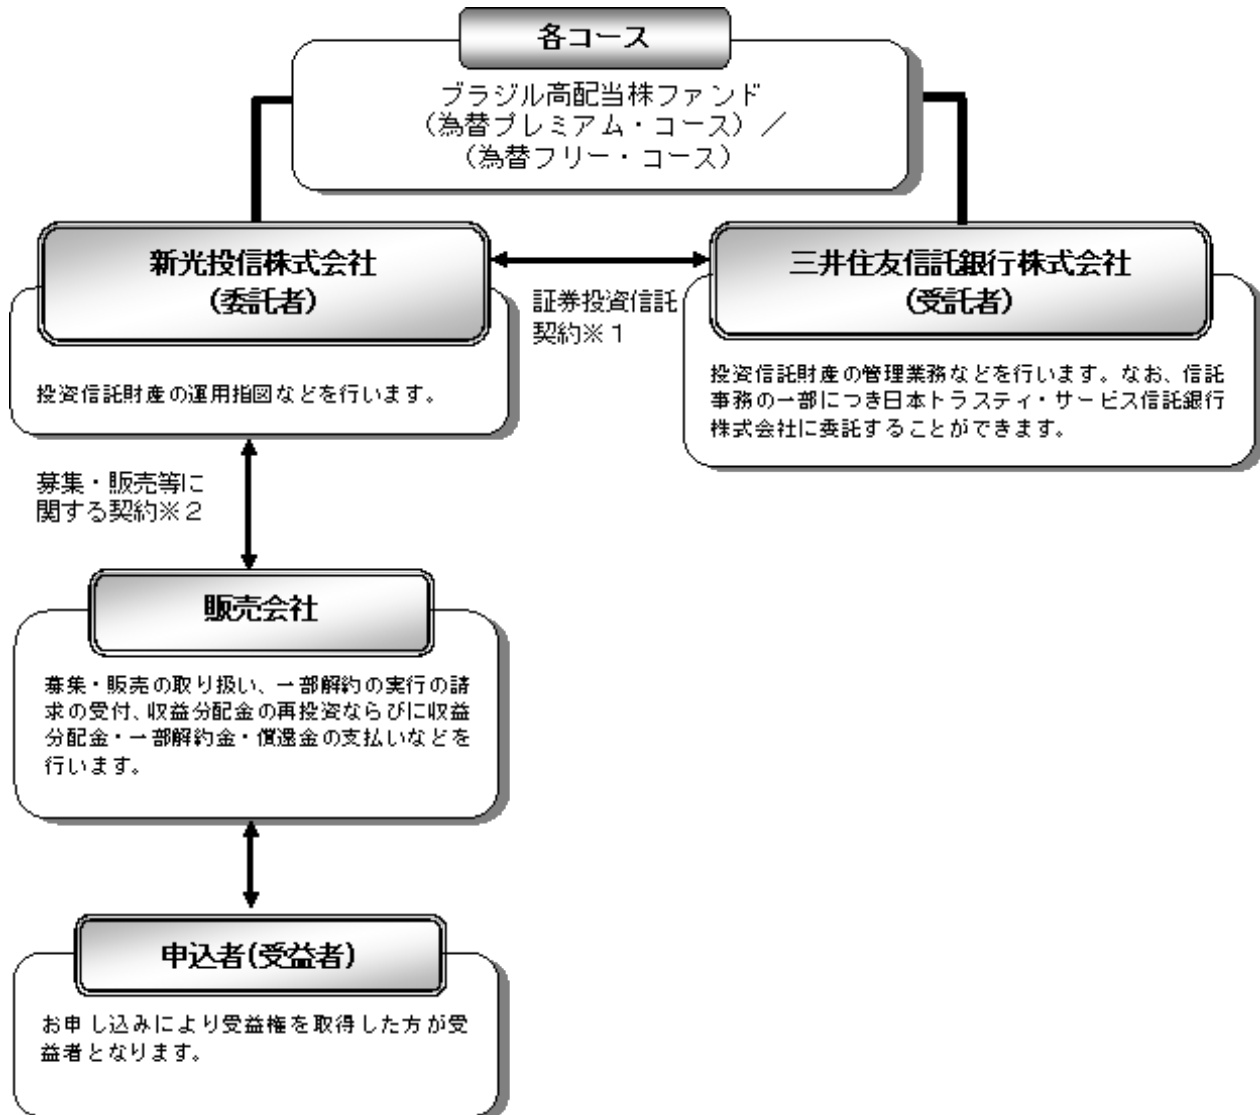 各コース
ブラジル高配当株ファンド
(為替プレミアム・コース)／
(為替フリー・コース)
新光投信株式会社
(委託者)
投資信託財産の運用指図などを行います。
証券投資信託
契約※１
三井住友信託銀行株式会社
(受託者)
投資信託財産の管理業務などを行います。なお、信託
事務の一部につき日本トラスティ・サービス信託銀行
株式会社に委託することができます。
募集・販売等に
関する契約※２
販売会社
募集・販売の取り扱い、一部解約の実行の請
求の受付、収益分配金の再投資ならびに収益
分配金・一部解約金・償還金の支払いなどを
行います。
申込者(受益者)
お申し込みにより受益権を取得した方が受
益者となります。